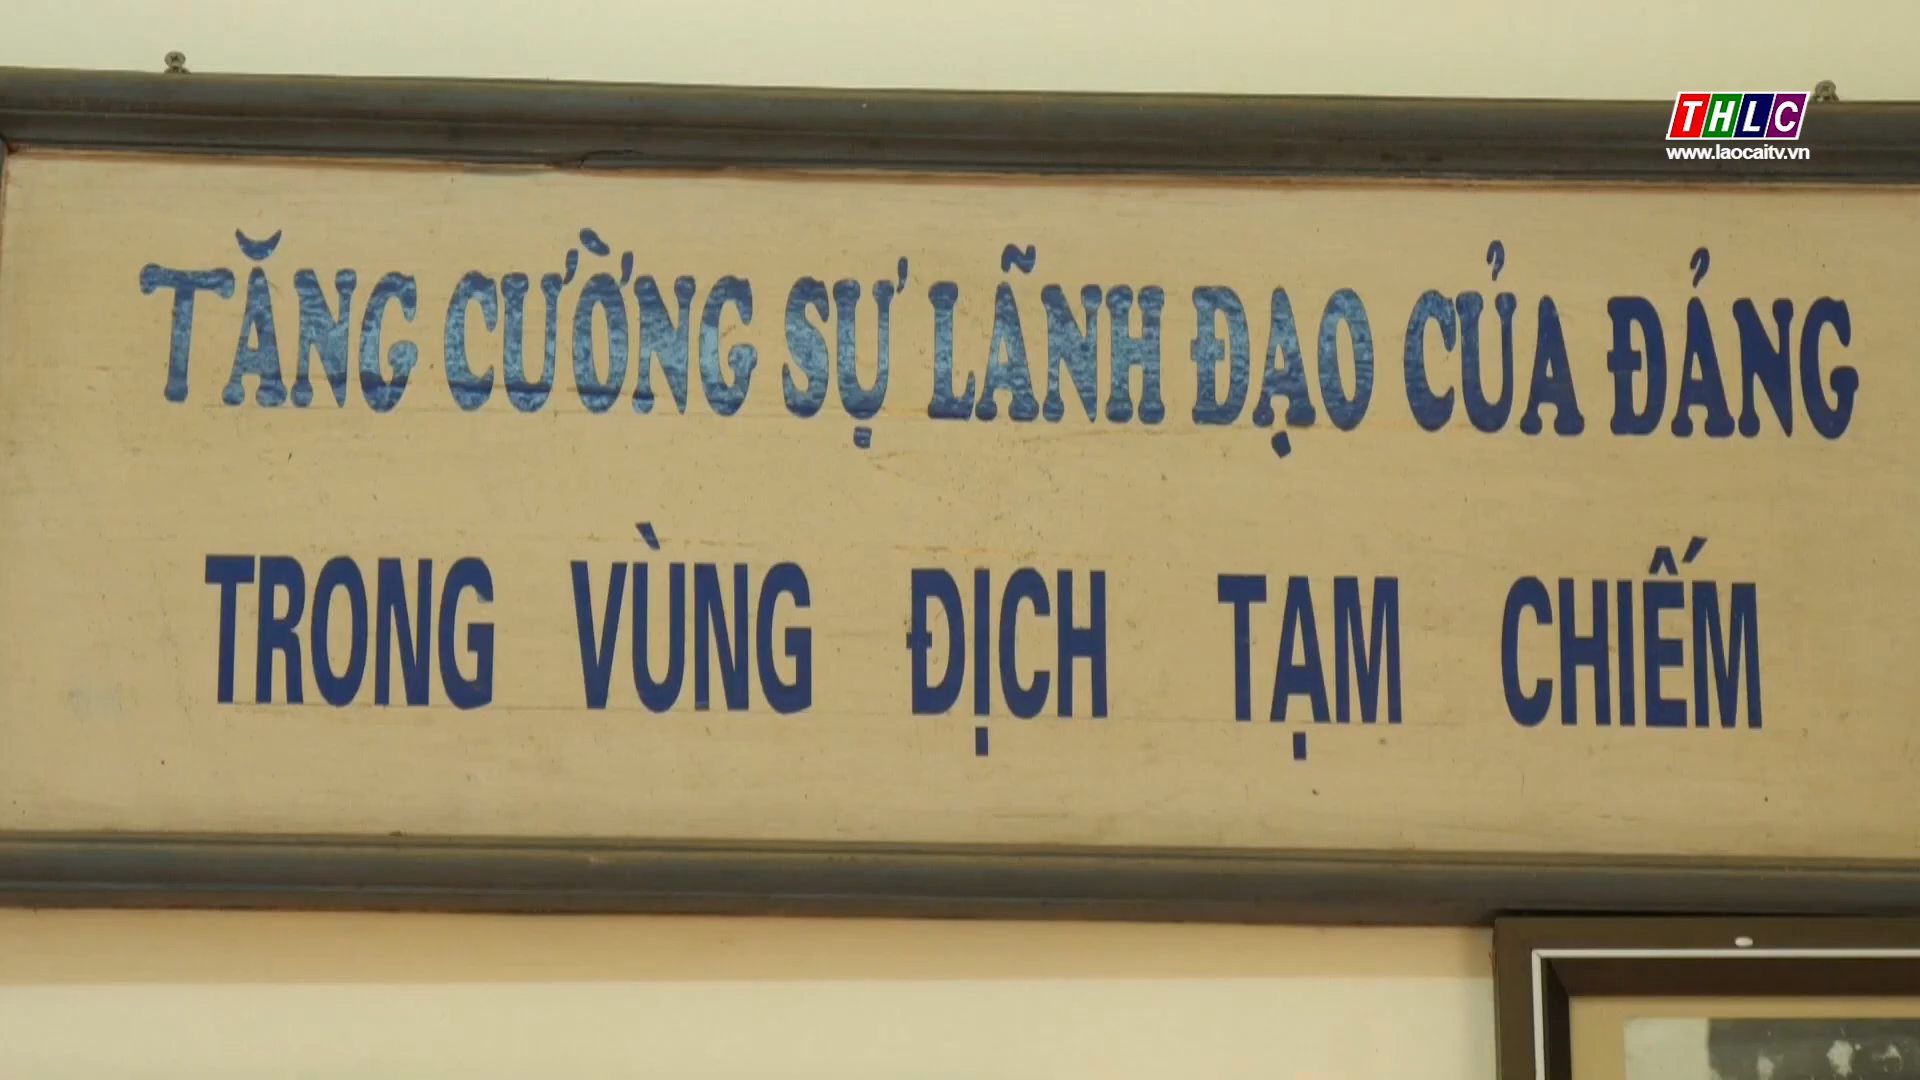 THLC
www.laocaitv.vn
TĂNG CƯỜNG SỰ LÃNH ĐẠO CỦA ĐẢNG
TRONG VÙNG ĐỊCH TẠM CHIẾM